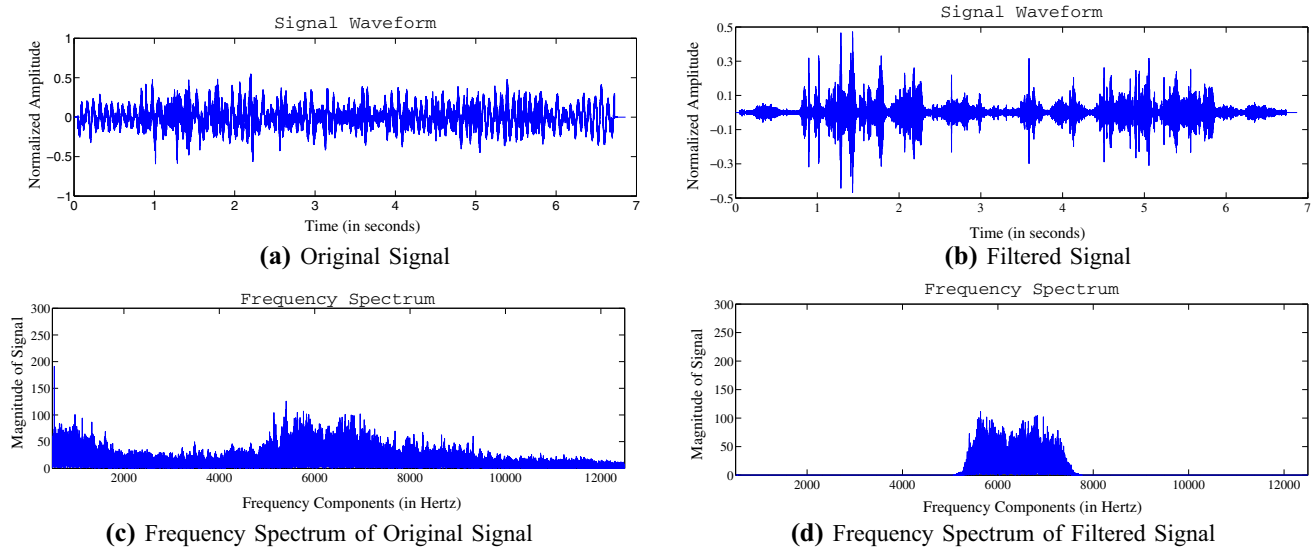 Signal Waveform
Normalized Amplitude
1
0.5
0
−0.5
−1
0 1 2 3 4 5 6 7
Time (in seconds)
(a) Original Signal
Signal Waveform
Normalized Amplitude
0.5
0.3
0.1
−0.1
−0.3
0.5
0 1 2 3 4 5 6 7
Time (in seconds)
(b) Filtered Signal
Frequency Spectrum
Magnitude of Signal
300
250
200
150
100
50
0
2000 4000 6000 8000 10000 12000
Frequency Components (in Hertz)
(c) Frequency Spectrum of Original Signal
Frequency Spectrum
Magnitude of Signal
300
250
200
150
100
50
0
2000 4000 6000 8000 10000 12000
Frequency Components (in Hertz)
(d) Frequency Spectrum of Filtered Signal